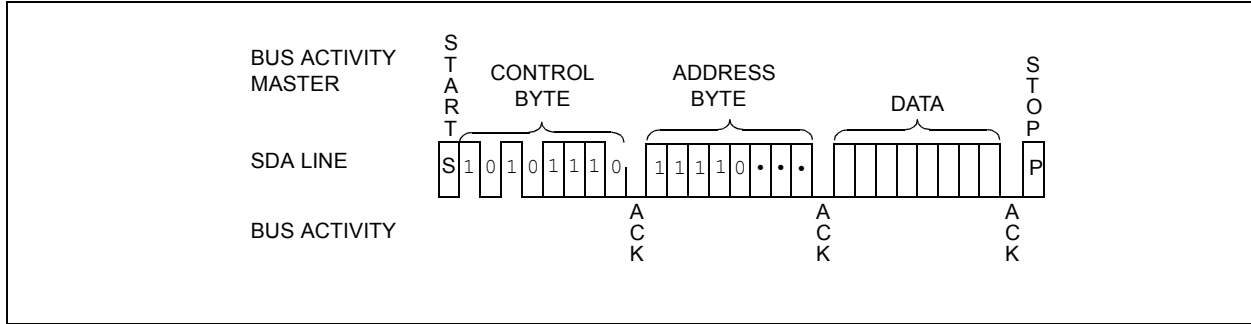 BUS ACTIVITY
MASTER
START
CONTROL
BYTE
ADDRESS
BYTE
DATA
STOP
SDA LINE
S 1 0 1 0 1 1 1 0 1 1 1 1 0 • • • P
BUS ACTIVITY
ACK
ACK
ACK